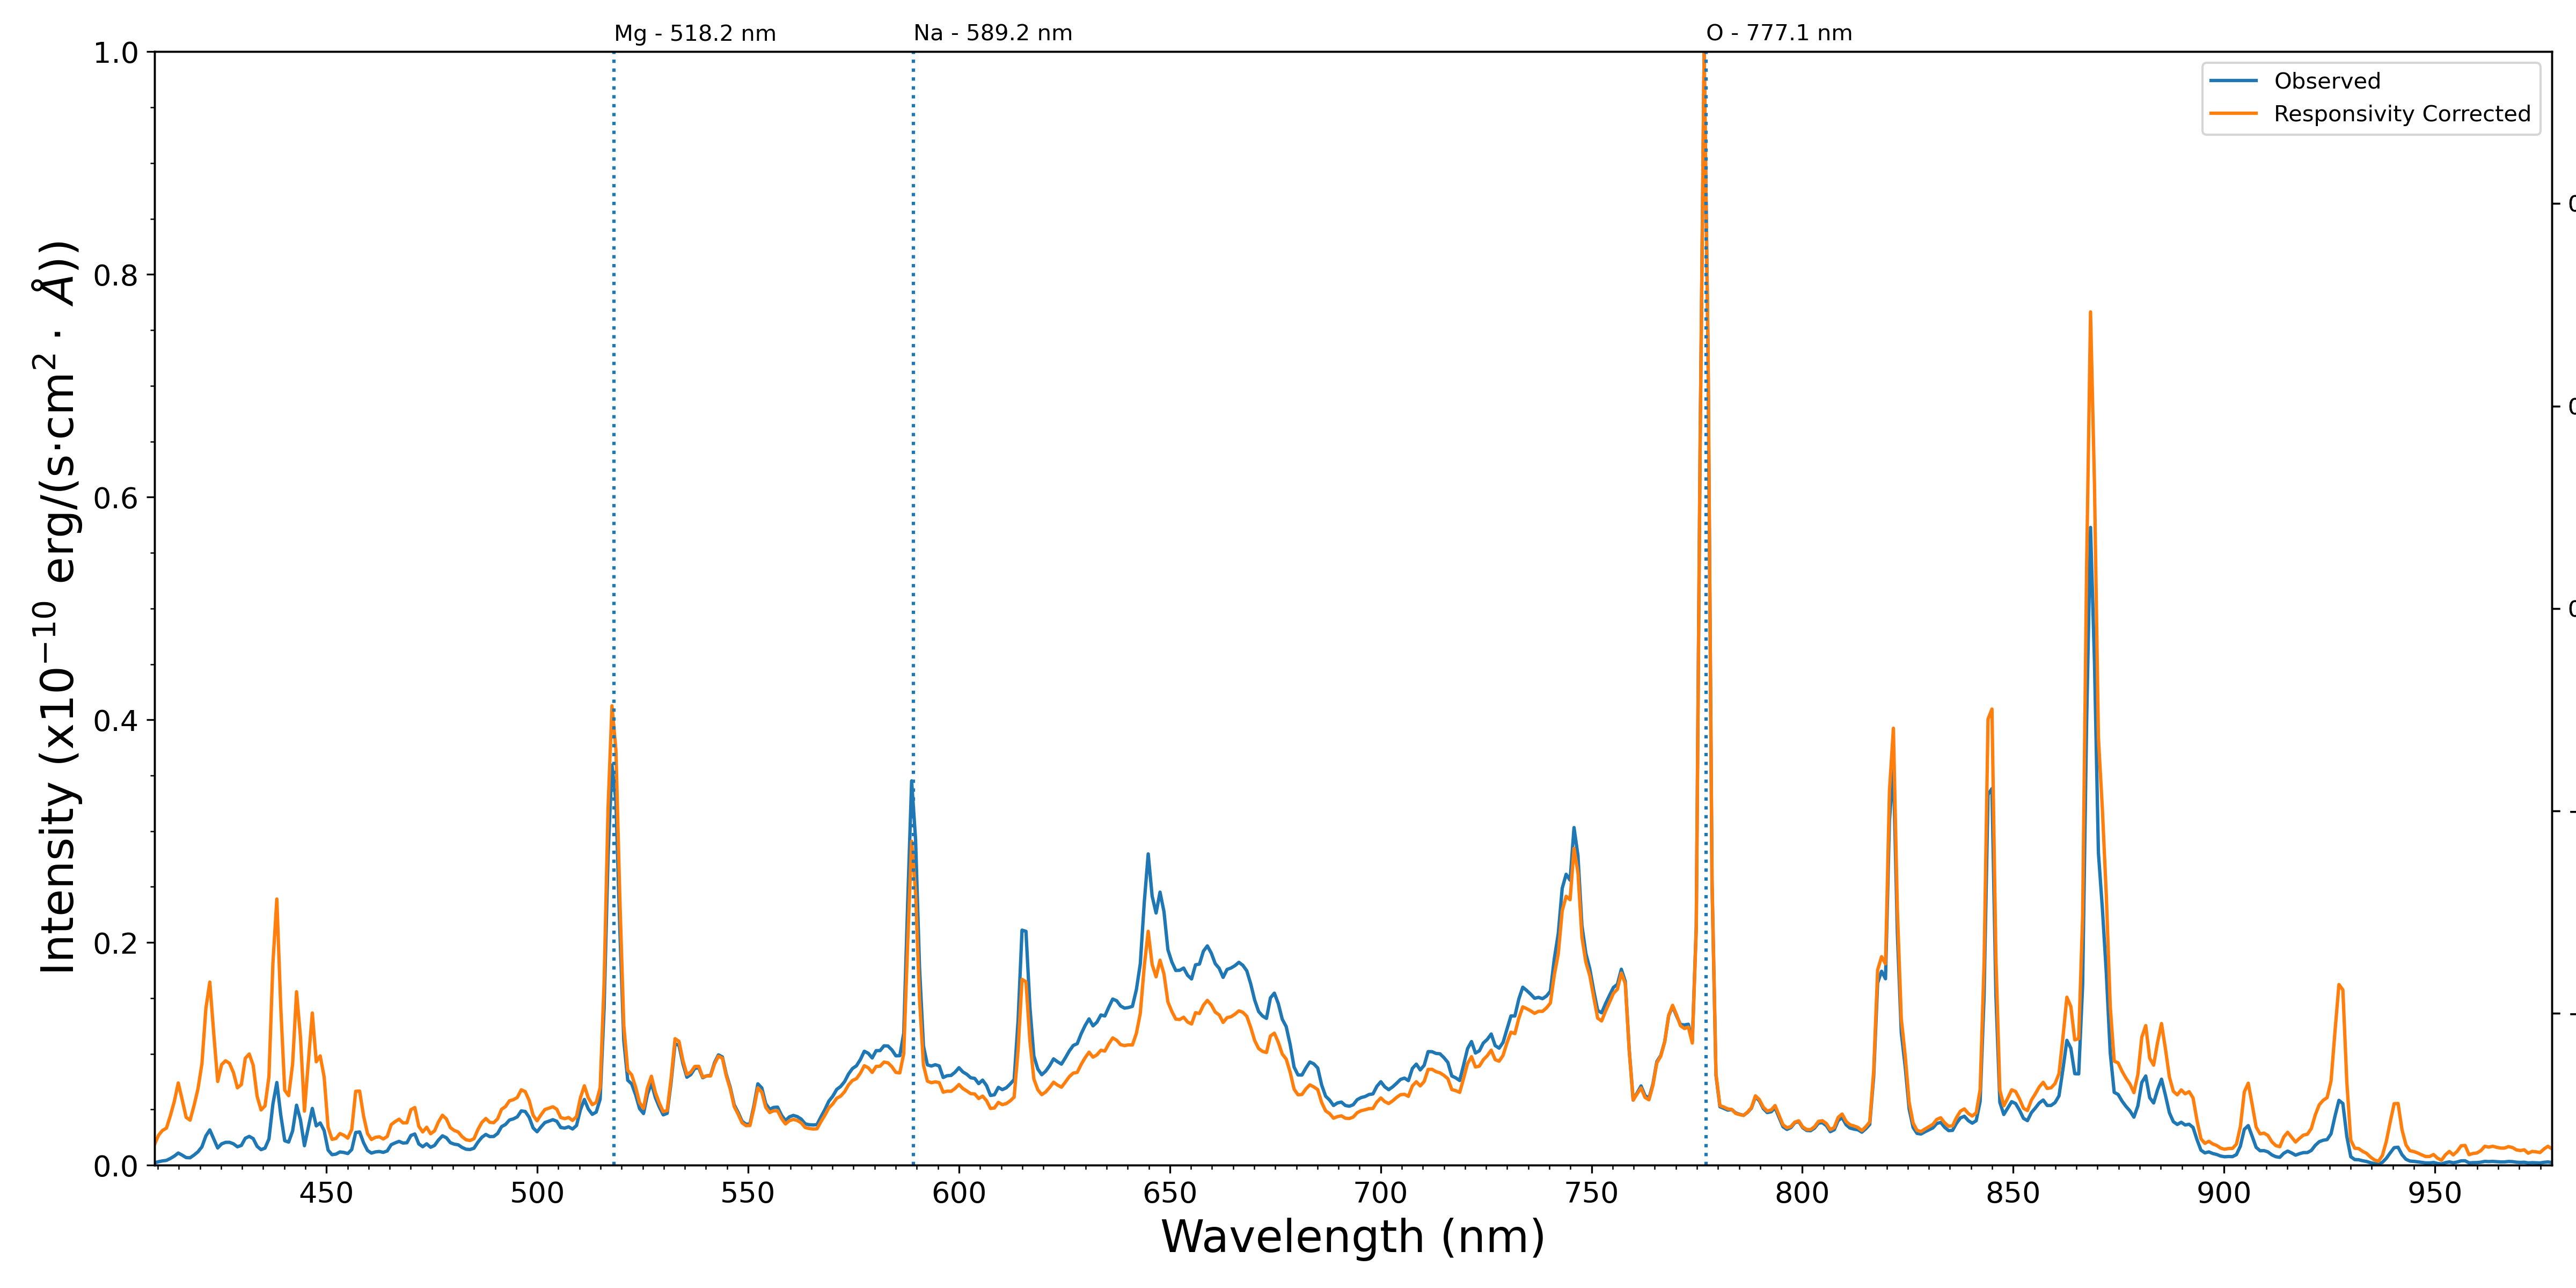 Mg - 518.2 nm
Na - 589.2 nm
O - 777.1 nm
Observed
Responsivity Corrected
1.0
0.8
0.6
0.4
0.2
0.0
Intensity (x10⁻¹⁰ erg/(s·cm² · Å))
450 500 550 600 650 700 750 800 850 900 950
Wavelength (nm)